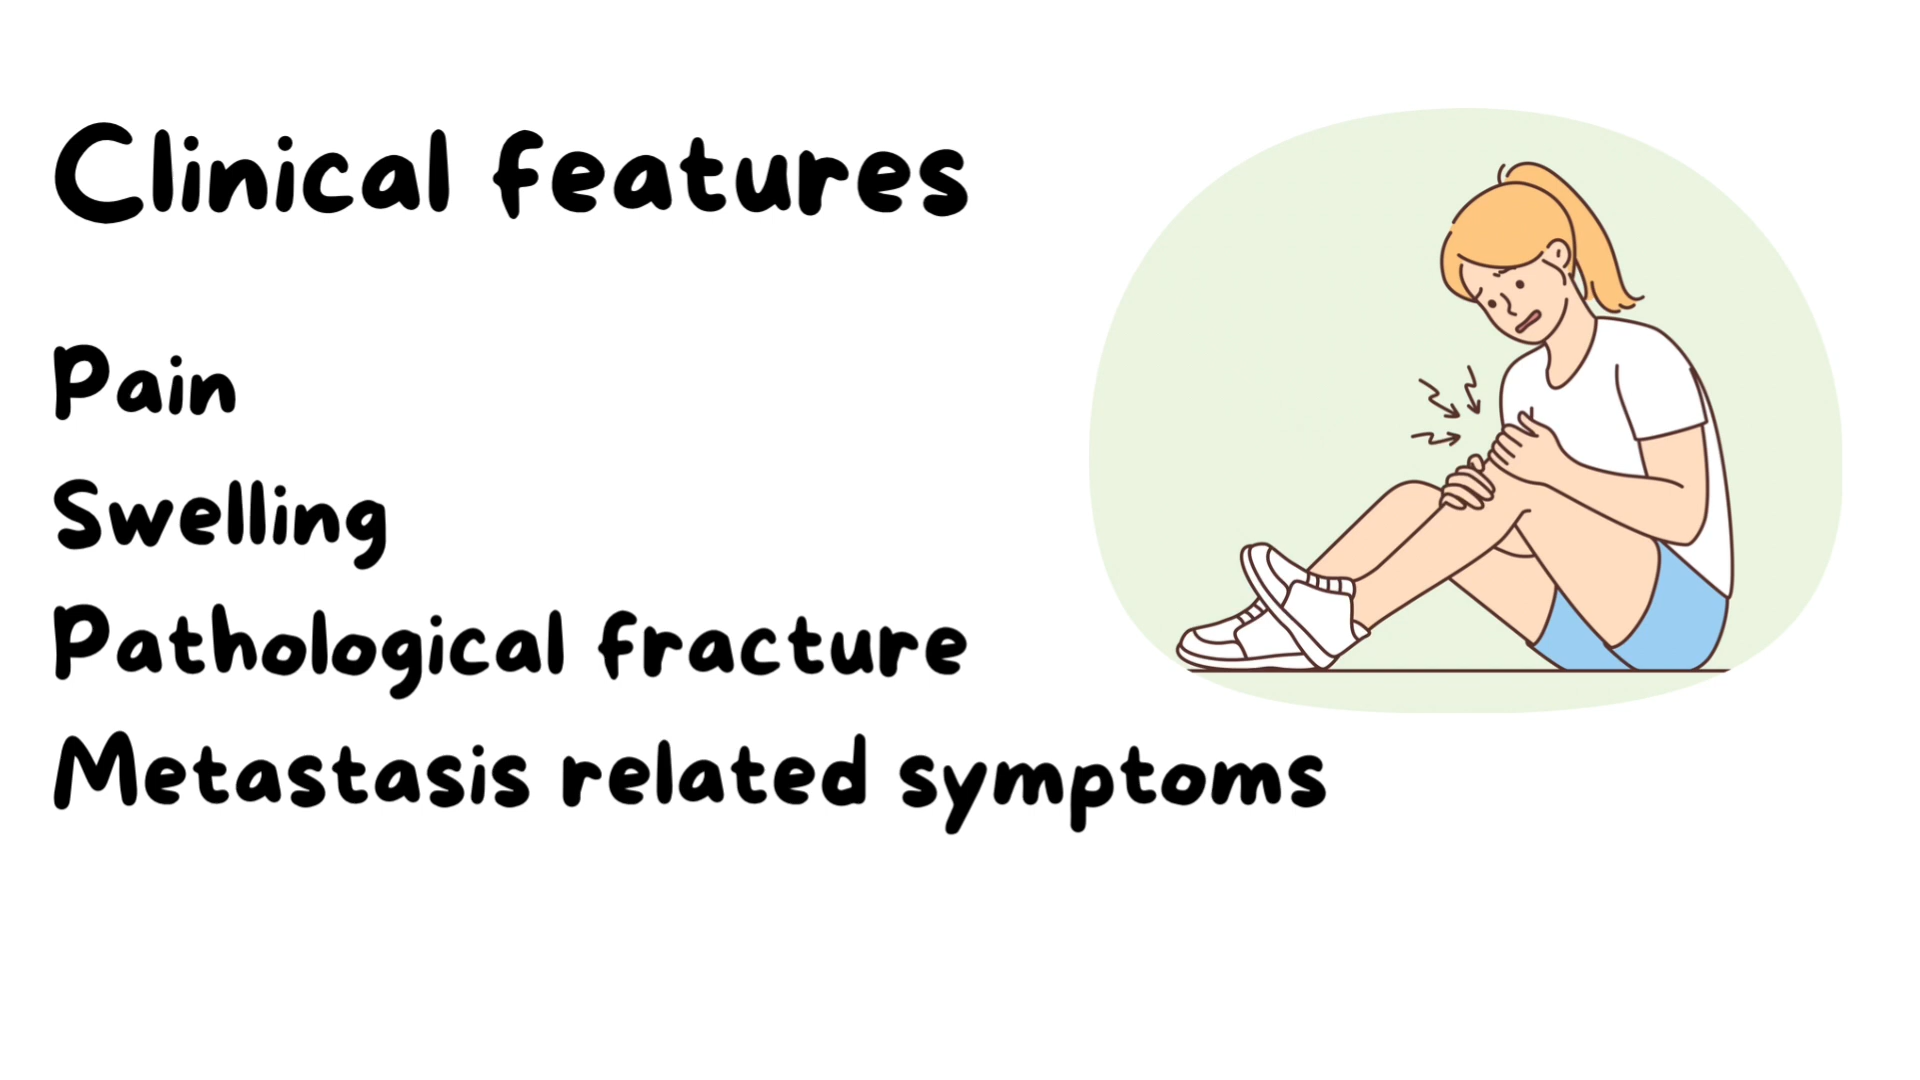 Clinical features
Pain
Swelling
Pathological fracture
Metastasis related symptoms